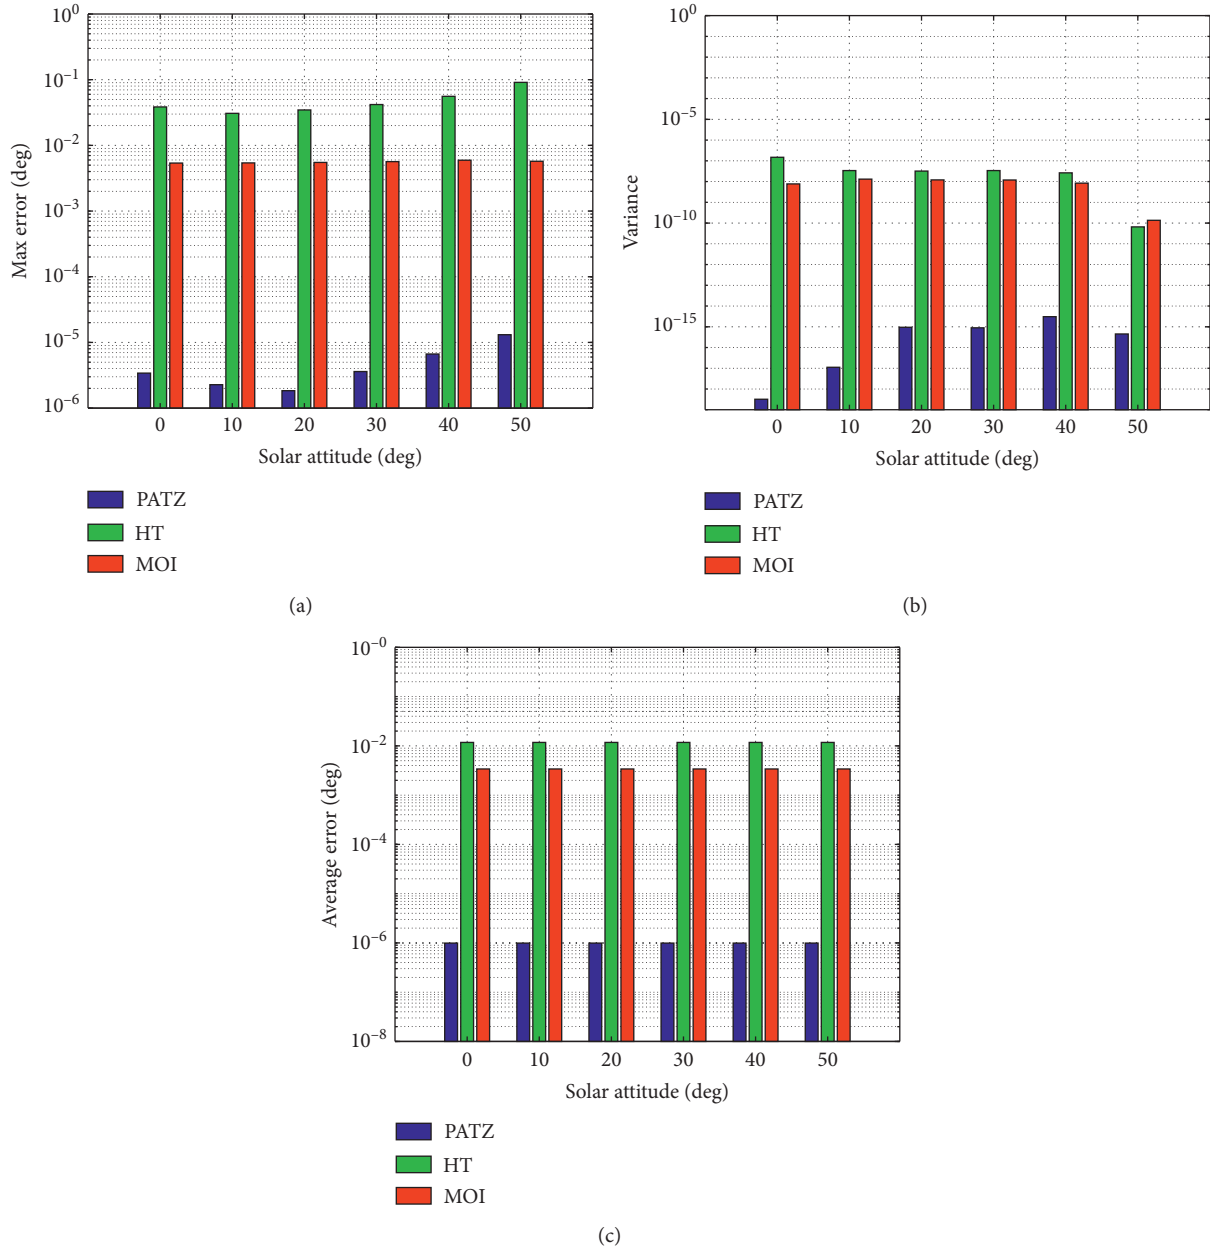 10⁰
10⁻¹
10⁻²
10⁻³
10⁻⁴
10⁻⁵
10⁻⁶
Max error (deg)
0 10 20 30 40 50
Solar attitude (deg)
PATZ
HT
MOI
(a)
10⁻⁰
10⁻⁵
10⁻¹⁰
10⁻¹⁵
Variance
0 10 20 30 40 50
Solar attitude (deg)
PATZ
HT
MOI
(b)
10⁻⁰
10⁻²
10⁻⁴
10⁻⁶
10⁻⁸
Average error (deg)
0 10 20 30 40 50
Solar attitude (deg)
PATZ
HT
MOI
(c)